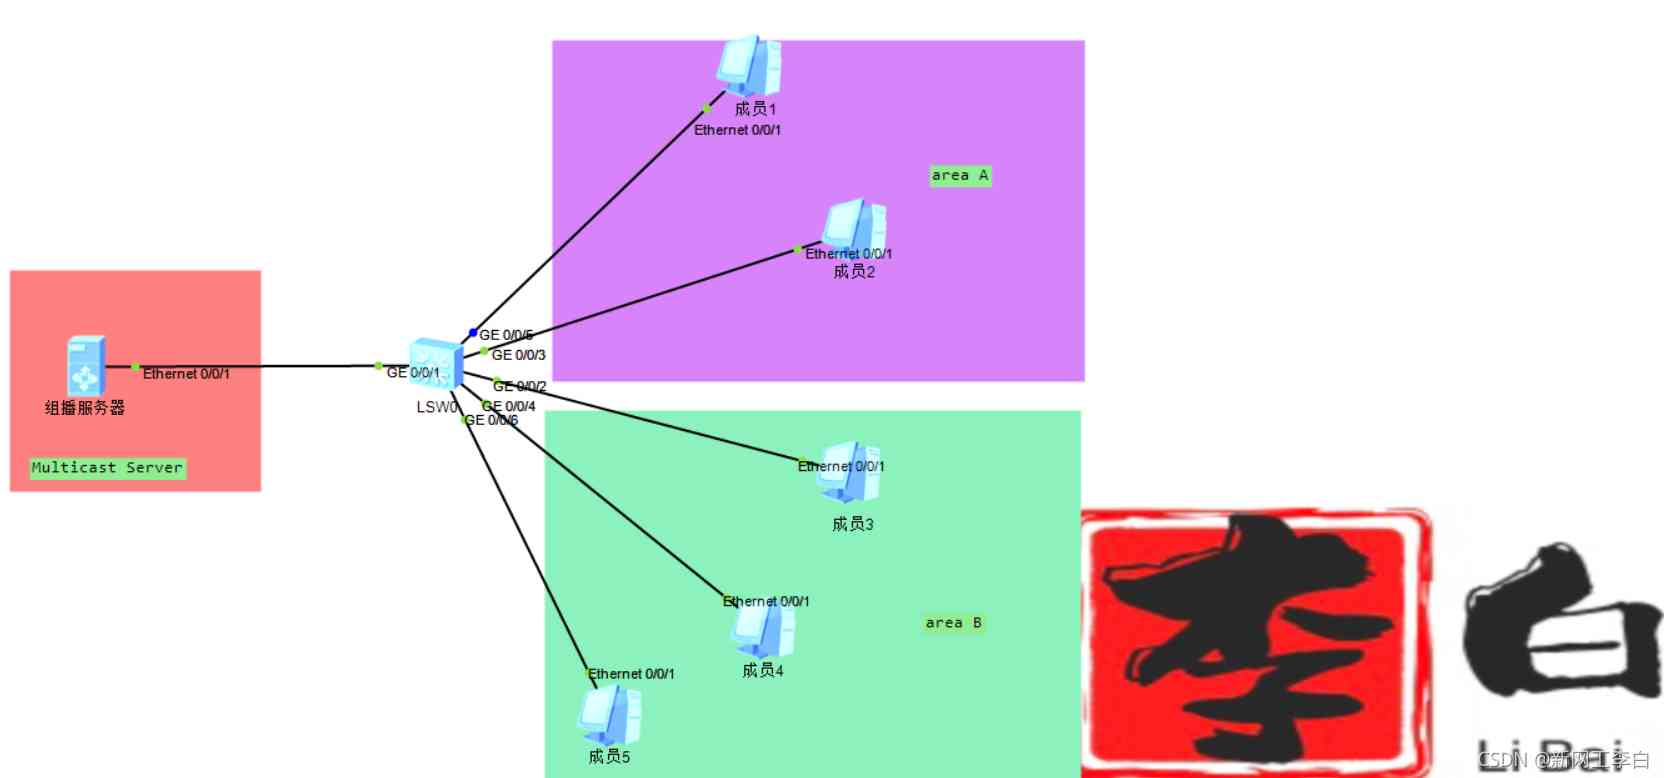 成员1
Ethernet 0/0/1
area A
Ethernet 0/0/1
成员2
GE 0/0/5
GE 0/0/3
Ethernet 0/0/1
GE 0/0/1
组播服务器
GE 0/0/2
LSW0
GE 0/0/4
GE 0/0/6
Multicast Server
Ethernet 0/0/1
成员3
Ethernet 0/0/1
area B
成员4
Ethernet 0/0/1
成员5
李
白
Li Bai
CSDN @新网工李白